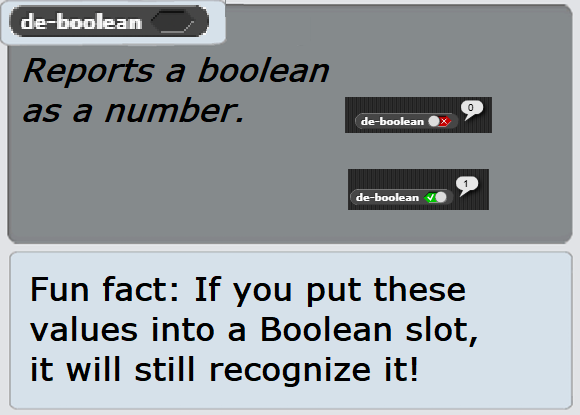 de-boolean
Reports a boolean
as a number.
de-boolean
0
de-boolean
1
Fun fact: If you put these
values into a Boolean slot,
it will still recognize it!